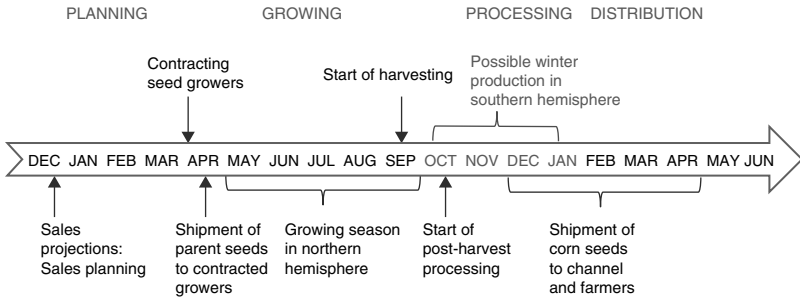 PLANNING GROWING PROCESSING DISTRIBUTION
Contracting
seed growers
Start of harvesting
Possible winter
production in
southern hemisphere
DEC JAN FEB MAR APR MAY JUN JUL AUG SEP OCT NOV DEC JAN FEB MAR APR MAY JUN
Sales
projections:
Sales planning
Shipment of
parent seeds
to contracted
growers
Growing season
in northern
hemisphere
Start of
post-harvest
processing
Shipment of
corn seeds
to channel
and farmers